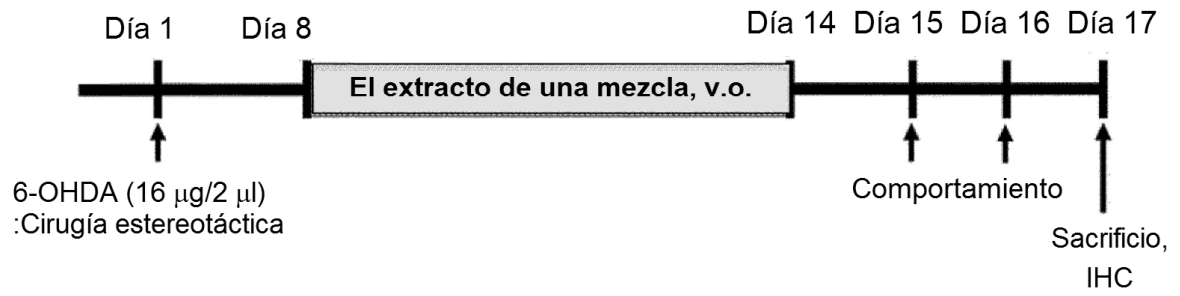 Día 1 Día 8 Día 14 Día 15 Día 16 Día 17
El extracto de una mezcla, v.o.
6-OHDA (16 μg/2 μl)
:Cirugía estereotáctica
Comportamiento
Sacrificio,
IHC